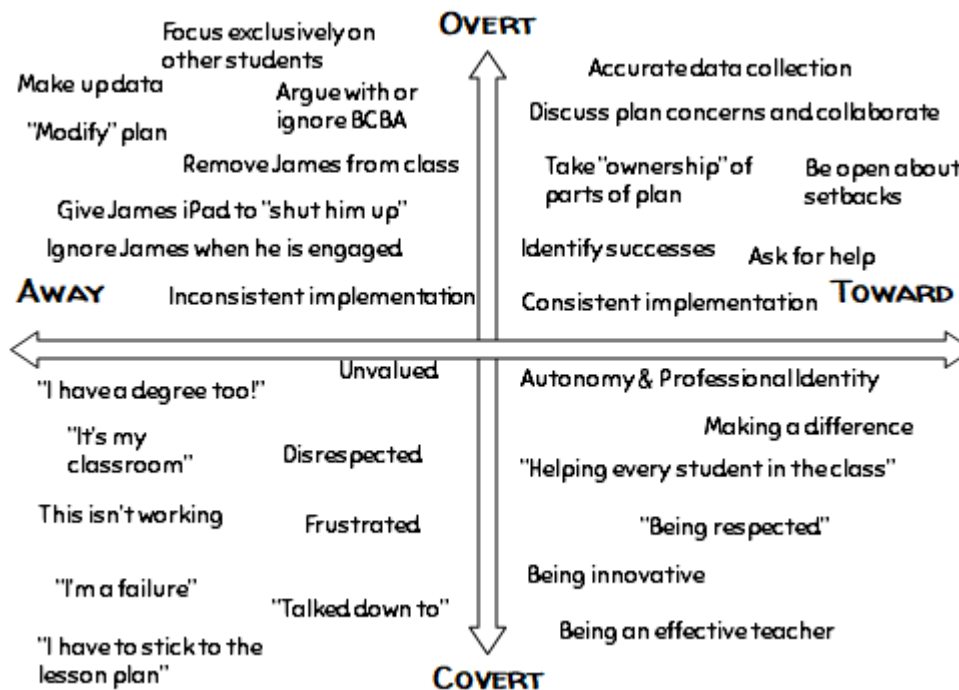 OVERT
Focus exclusively on
other students
Make up data
Argue with or
ignore BCBA
"Modify" plan
Remove James from class
Give James iPad to "shut him up"
Ignore James when he is engaged
AWAY
Inconsistent implementation
Accurate data collection
Discuss plan concerns and collaborate
Take "ownership" of
parts of plan
Be open about
setbacks
Identify successes
Ask for help
Consistent implementation
TOWARD
Unvalued
"I have a degree too!"
"It's my
classroom"
Disrespected
This isn't working
Frustrated
"I'm a failure"
"Talked down to"
"I have to stick to the
lesson plan"
Autonomy & Professional Identity
Making a difference
"Helping every student in the class"
"Being respected"
Being innovative
Being an effective teacher
COVERT